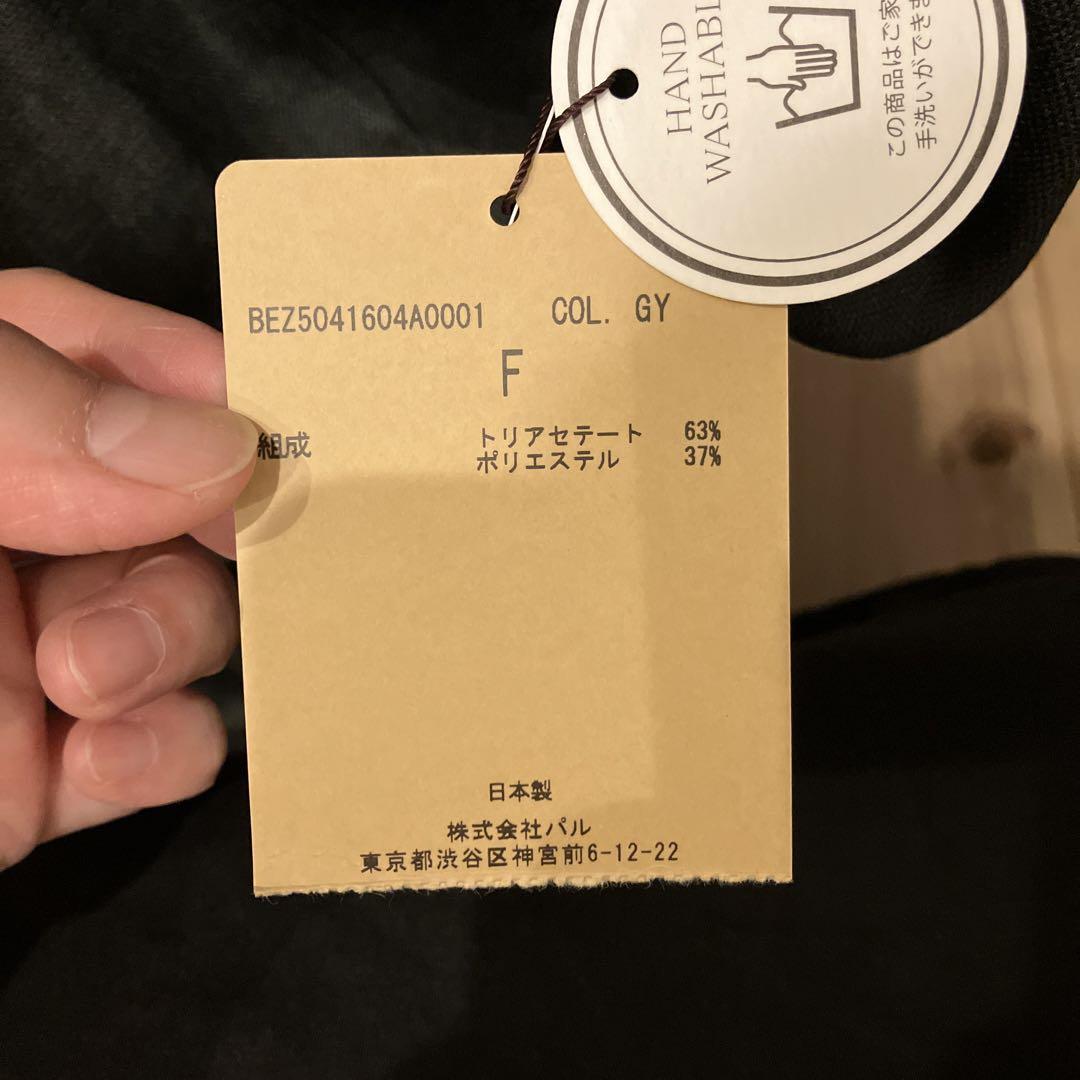 HAND
WASHABL
この商品はご家
手洗いができま
BEZ5041604A0001 COL. GY
F
組成 トリアセテート 63%
ポリエステル 37%
日本製
株式会社パル
東京都渋谷区神宮前6-12-22